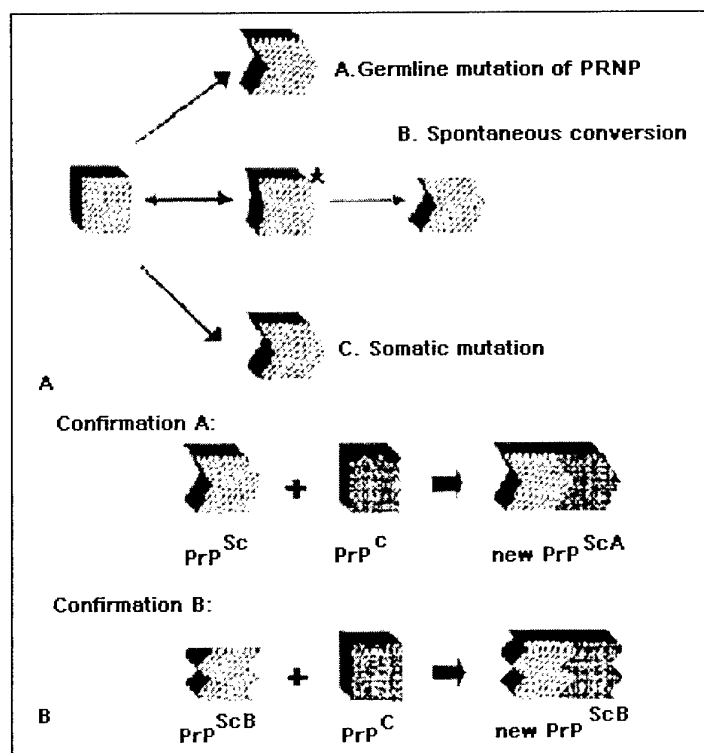 A.Germline mutation of PRNP
B. Spontaneous conversion
C. Somatic mutation
A
Confirmation A:
+
PrP^Sc PrP^c new PrP^ScA
Confirmation B:
+
B PrP^ScB PrP^C new PrP^ScB